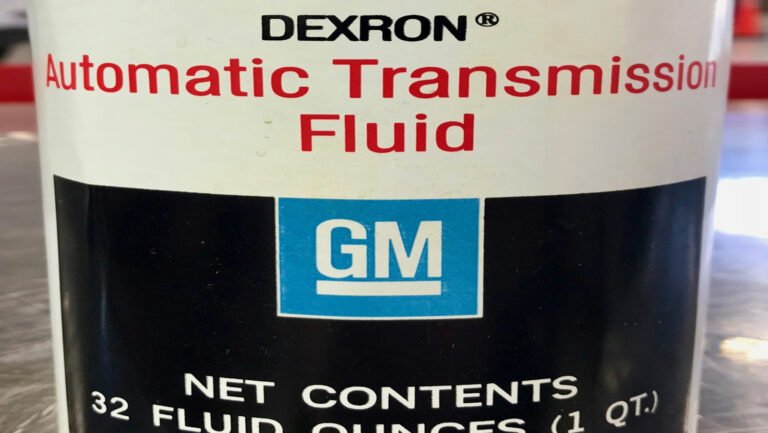 DEXRON®
Automatic Transmission
Fluid
GM
NET CONTENTS
32 FLUID OUNCES (1 QT.)